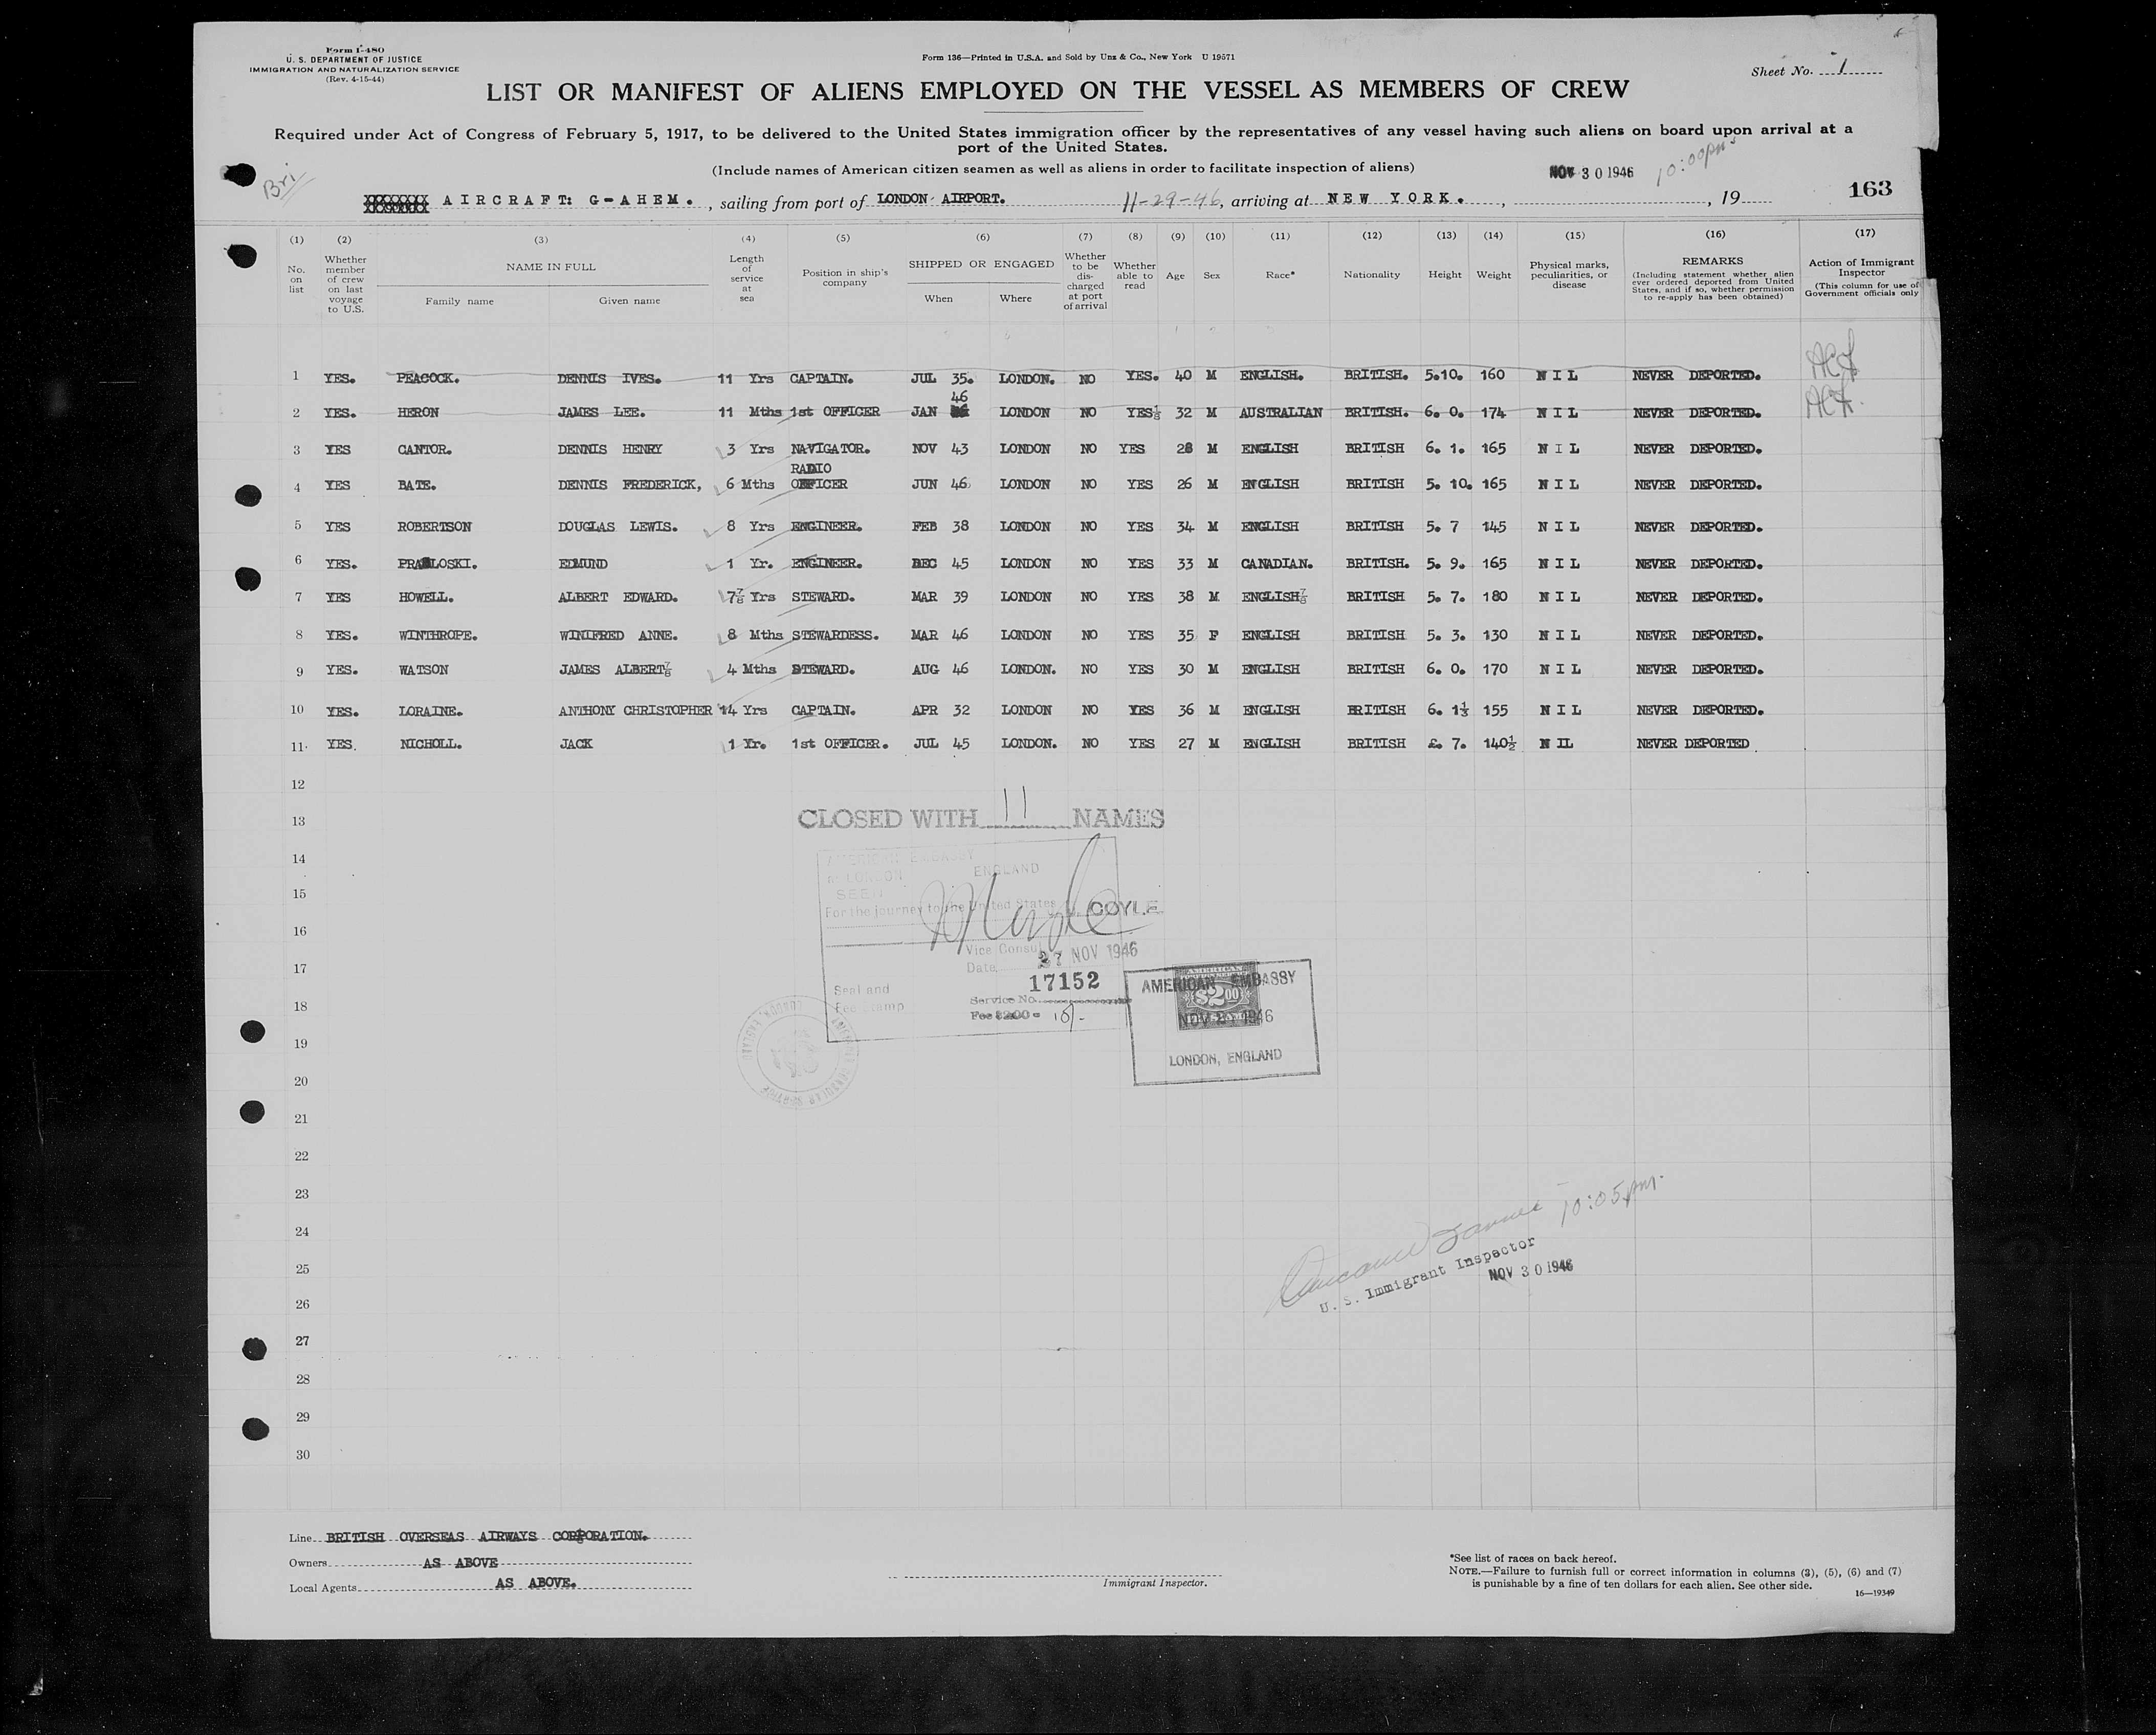 Form I-480
U. S. DEPARTMENT OF JUSTICE
IMMIGRATION AND NATURALIZATION SERVICE
(Rev. 4-15-44)
Form 136—Printed in U.S.A. and Sold by Unz & Co., New York U 19571
Sheet No. 1
LIST OR MANIFEST OF ALIENS EMPLOYED ON THE VESSEL AS MEMBERS OF CREW
Required under Act of Congress of February 5, 1917, to be delivered to the United States immigration officer by the representatives of any vessel having such aliens on board upon arrival at a
port of the United States.
(Include names of American citizen seamen as well as aliens in order to facilitate inspection of aliens)
NOV 30 1946 10:00pm
Bri
AIRCRAFT: G-AHEM. , sailing from port of LONDON AIRPORT. 11-29-46, arriving at NEW YORK. , , 19
163
(1) (2) (3) (4) (5) (6) (7) (8) (9) (10) (11) (12) (13) (14) (15) (16) (17)
No. on list
Whether member of crew on last voyage to U.S.
NAME IN FULL
Family name Given name
Length of service at sea
Position in ship's company
SHIPPED OR ENGAGED
When Where
Whether to be discharged at port of arrival
Whether able to read
Age Sex Race* Nationality Height Weight
Physical marks, peculiarities, or disease
REMARKS
(Including statement whether alien ever ordered deported from United States, and if so, whether permission to re-apply has been obtained)
Action of Immigrant Inspector
(This column for use of Government officials only
1 YES. PEACOCK. DENNIS IVES. 11 Yrs CAPTAIN. JUL 35. LONDON. NO YES. 40 M ENGLISH. BRITISH. 5.10. 160 NIL NEVER DEPORTED.
2 YES. HERON JAMES LEE. 11 Mths 1st OFFICER JAN 46 LONDON NO YES⅛ 32 M AUSTRALIAN BRITISH. 6. 0. 174 NIL NEVER DEPORTED.
3 YES CANTOR. DENNIS HENRY 3 Yrs NAVIGATOR. NOV 43 LONDON NO YES 28 M ENGLISH BRITISH 6. 1. 165 NIL NEVER DEPORTED.
4 YES BATE. DENNIS FREDERICK, 6 Mths RADIO OFFICER JUN 46 LONDON NO YES 26 M ENGLISH BRITISH 5. 10. 165 NIL NEVER DEPORTED.
5 YES ROBERTSON DOUGLAS LEWIS. 8 Yrs ENGINEER. FEB 38 LONDON NO YES 34 M ENGLISH BRITISH 5. 7 145 NIL NEVER DEPORTED.
6 YES. EDMUND 1 Yr. ENGINEER. DEC 45 LONDON NO YES 33 M CANADIAN. BRITISH. 5. 9. 165 NIL NEVER DEPORTED.
7 YES HOWELL. ALBERT EDWARD. 7⅞ Yrs STEWARD. MAR 39 LONDON NO YES 38 M ENGLISH⅞ BRITISH 5. 7. 180 NIL NEVER DEPORTED.
8 YES. WINTHROPE. WINIFRED ANNE. 8 Mths STEWARDESS. MAR 46 LONDON NO YES 35 F ENGLISH BRITISH 5. 3. 130 NIL NEVER DEPORTED.
9 YES. WATSON JAMES ALBERT⅞ 4 Mths STEWARD. AUG 46 LONDON. NO YES 30 M ENGLISH BRITISH 6. 0. 170 NIL NEVER DEPORTED.
10 YES. LORAINE. ANTHONY CHRISTOPHER 14 Yrs CAPTAIN. APR 32 LONDON NO YES 36 M ENGLISH BRITISH 6. 1⅓ 155 NIL NEVER DEPORTED.
11 YES. NICHOLL. JACK 1 Yr. 1st OFFICER. JUL 45 LONDON. NO YES 27 M ENGLISH BRITISH £. 7. 140½ NIL NEVER DEPORTED
12
13
14
15
16
17
18
19
20
21
22
23
24
25
26
27
28
29
30
CLOSED WITH 11 NAMES
AMERICAN EMBASSY
LONDON ENGLAND
SEEN
For the journey to the United States
COYLE
Vice Consul
Date, 27 NOV 1946
17152
Seal and Fee Stamp
Service No.
Fee $2.00 = 10/-
AMERICAN EMBASSY
$2.00
NOV 27 1946
LONDON, ENGLAND
10:05 pm.
U. S. Immigrant Inspector
NOV 30 1946
Line BRITISH OVERSEAS AIRWAYS CORPORATION.
Owners AS ABOVE
Local Agents AS ABOVE.
Immigrant Inspector.
*See list of races on back hereof.
NOTE.—Failure to furnish full or correct information in columns (3), (5), (6) and (7)
is punishable by a fine of ten dollars for each alien. See other side.
16—19349